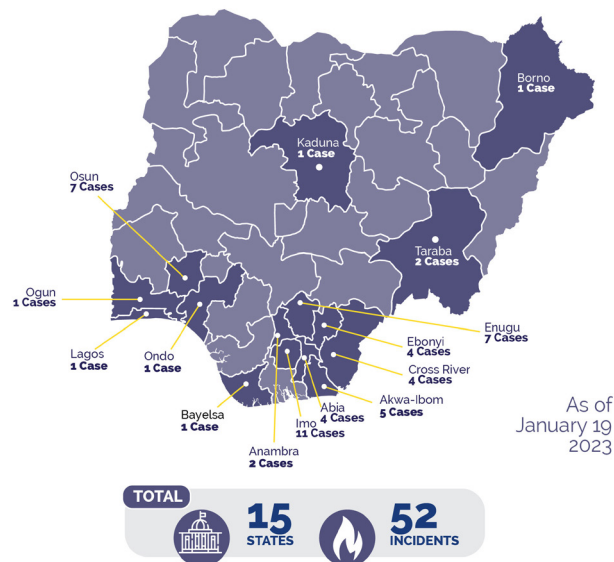 Borno
1 Case
Kaduna
1 Case
Osun
7 Cases
Taraba
2 Cases
Ogun
1 Cases
Enugu
7 Cases
Ebonyi
4 Cases
Lagos
1 Case
Ondo
1 Case
Cross River
4 Cases
Akwa-Ibom
5 Cases
Abia
4 Cases
Bayelsa
1 Case
Imo
11 Cases
Anambra
2 Cases
As of
January 19
2023
TOTAL
15
STATES
52
INCIDENTS